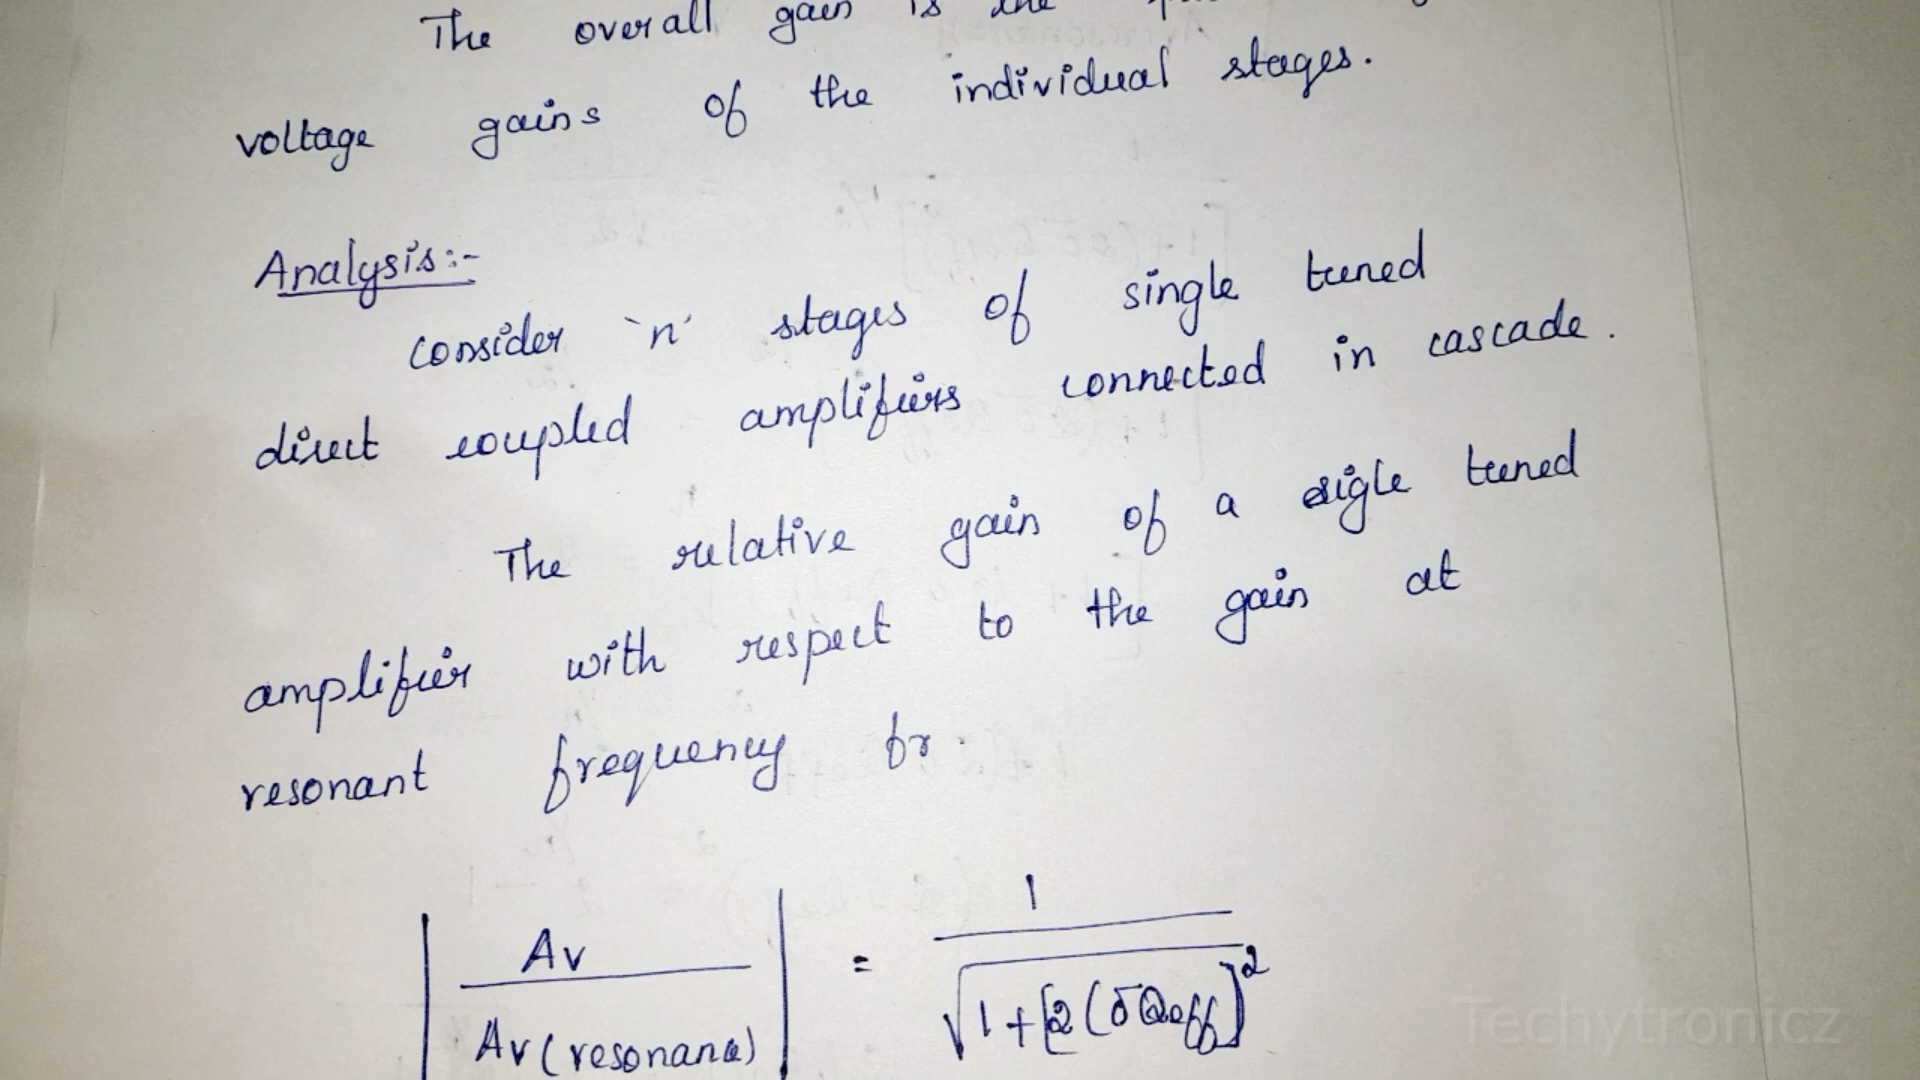 The overall gain is the
voltage gains of the individual stages.
Analysis:-
Consider 'n' stages of single tuned
direct coupled amplifiers connected in cascade.
The relative gain of a sigle tuned
amplifier with respect to the gain at
resonant frequency fr.
| Av / Av (resonance) | = 1 / √1+[2(δQeff]²
Techytronicz